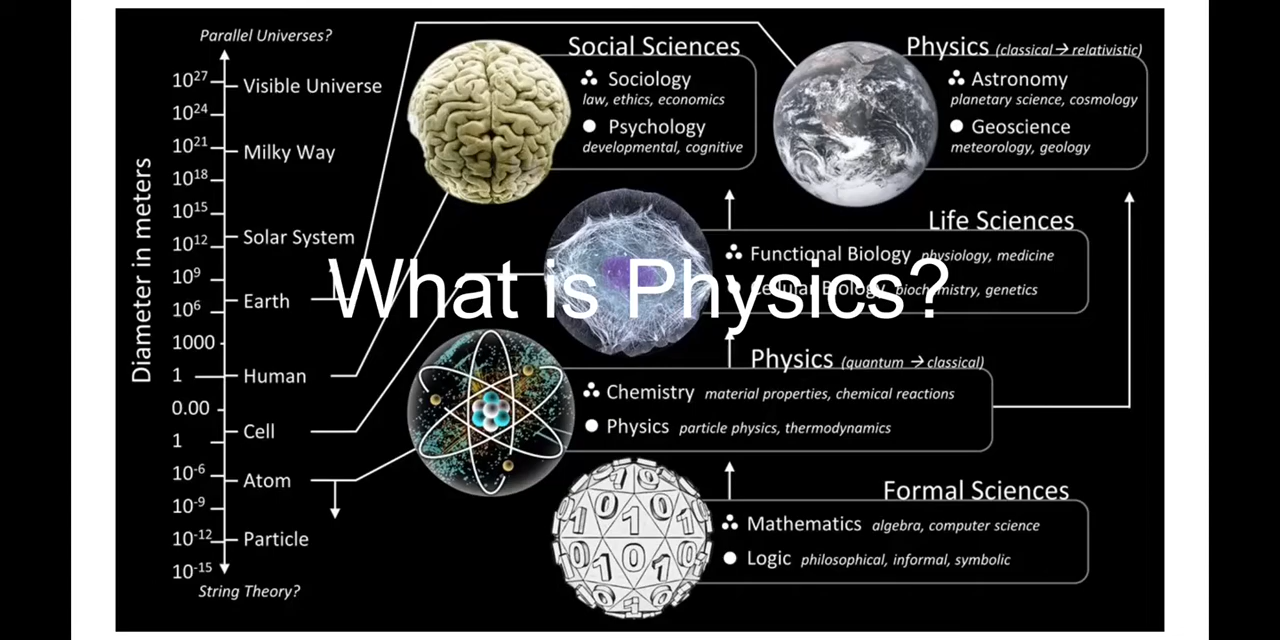 Parallel Universes?
10²⁷
Visible Universe
10²⁴
10²¹
Milky Way
10¹⁸
10¹⁵
Solar System
10¹²
10⁹
Earth
10⁶
1000
1
Human
0.00
Cell
1
10⁻⁶
Atom
10⁻⁹
10⁻¹²
Particle
10⁻¹⁵
String Theory?
Diameter in meters
Social Sciences
Sociology
law, ethics, economics
Psychology
developmental, cognitive
Physics (classical → relativistic)
Astronomy
planetary science, cosmology
Geoscience
meteorology, geology
Life Sciences
Functional Biology physiology, medicine
Cellular Biology biochemistry, genetics
What is Physics?
Physics (quantum → classical)
Chemistry material properties, chemical reactions
Physics particle physics, thermodynamics
Formal Sciences
Mathematics algebra, computer science
Logic philosophical, informal, symbolic